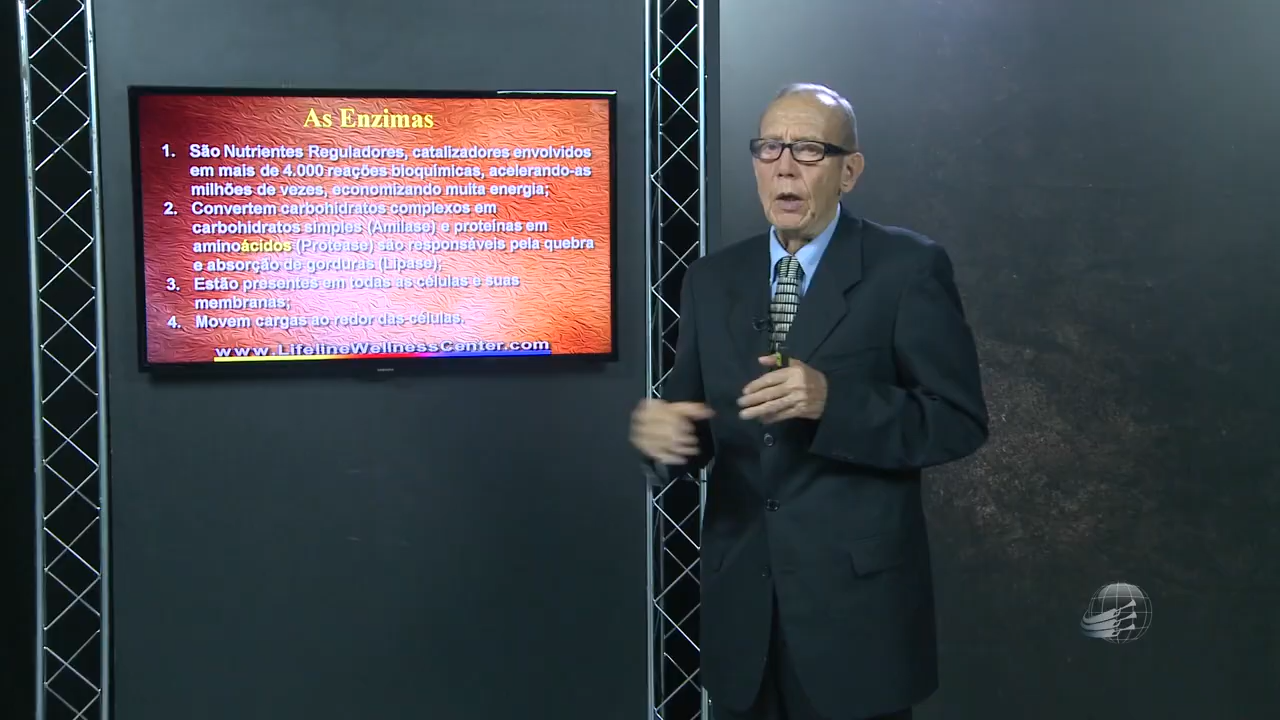 As Enzimas
1. São Nutrientes Reguladores, catalizadores envolvidos
em mais de 4.000 reações bioquímicas, acelerando-as
milhões de vezes, economizando muita energia;
2. Convertem carbohidratos complexos em
carbohidratos simples (Amilase) e proteínas em
aminoácidos (Protease) são responsáveis pela quebra
e absorção de gorduras (Lipase);
3. Estão presentes em todas as células e suas
membranas;
4. Movem cargas ao redor das células.
www.LifelineWellnessCenter.com